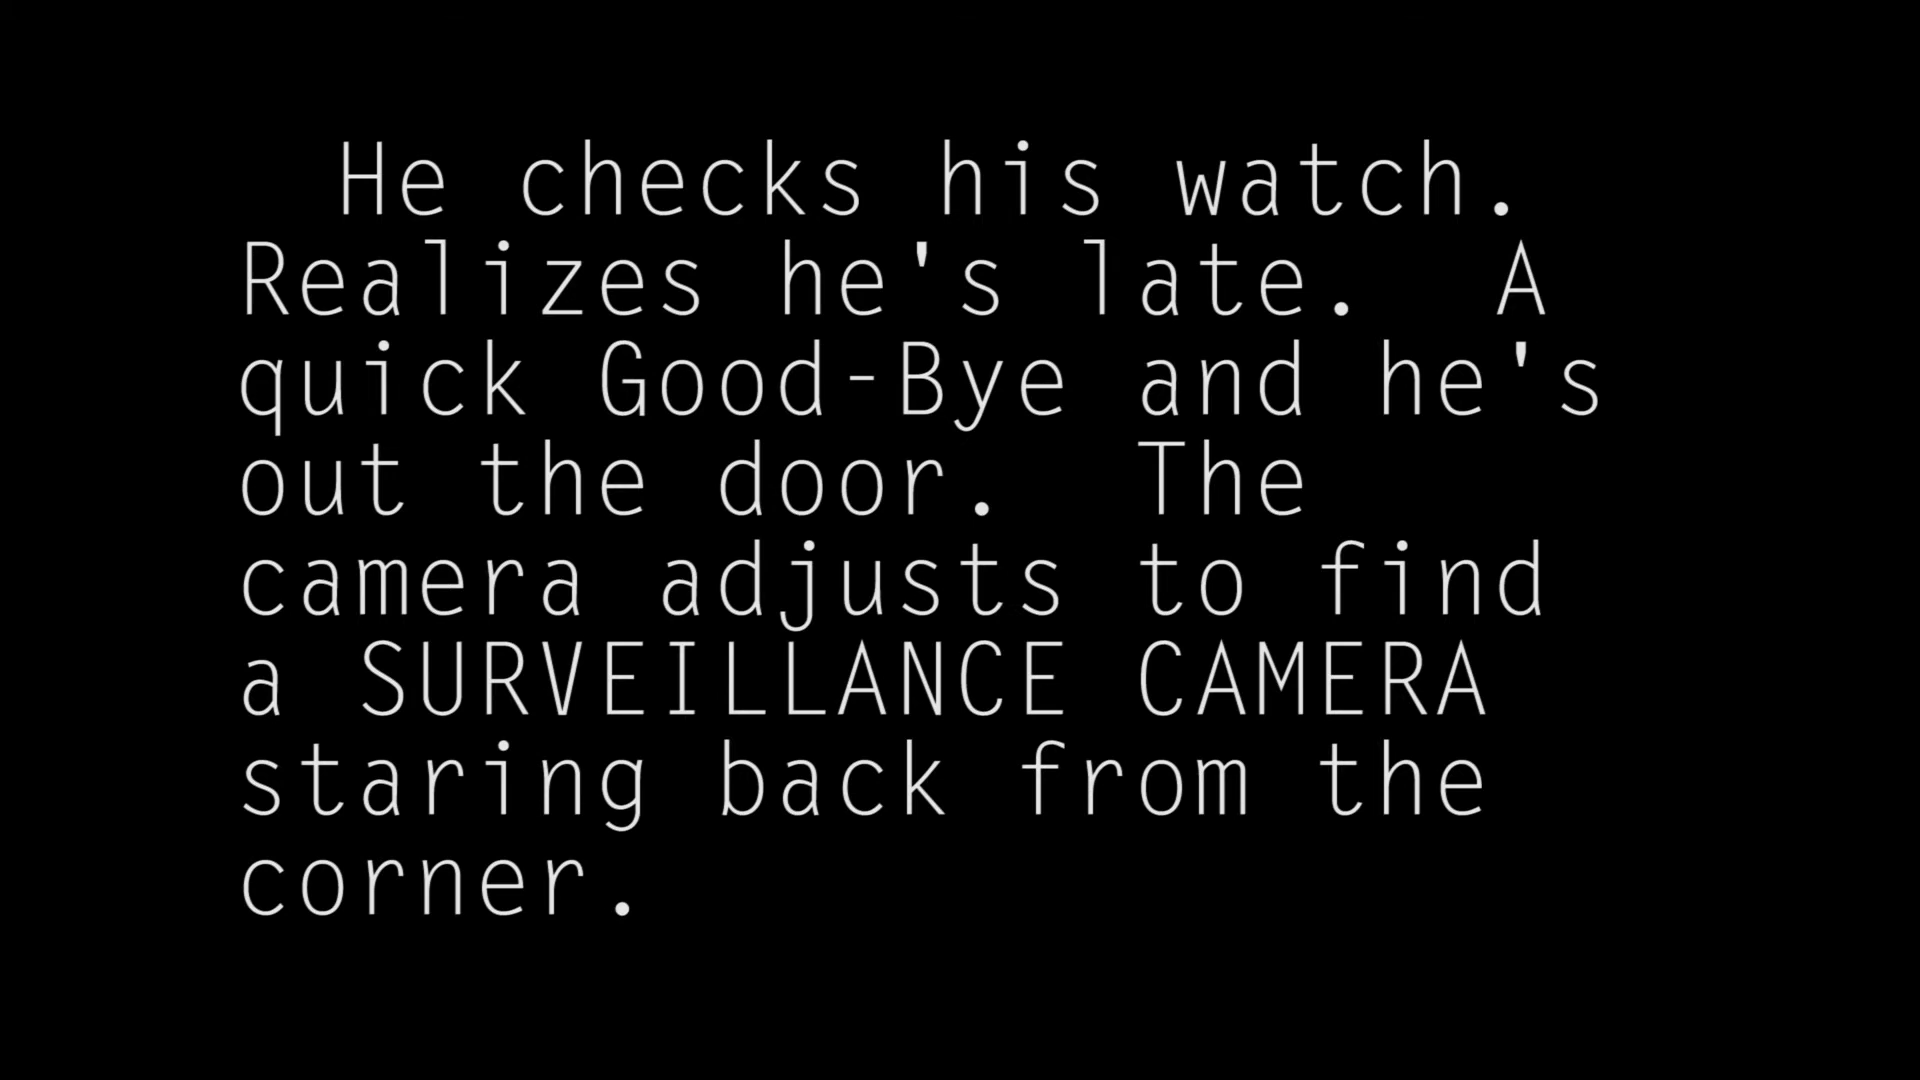 He checks his watch.
Realizes he's late.  A
quick Good-Bye and he's
out the door.  The
camera adjusts to find
a SURVEILLANCE CAMERA
staring back from the
corner.